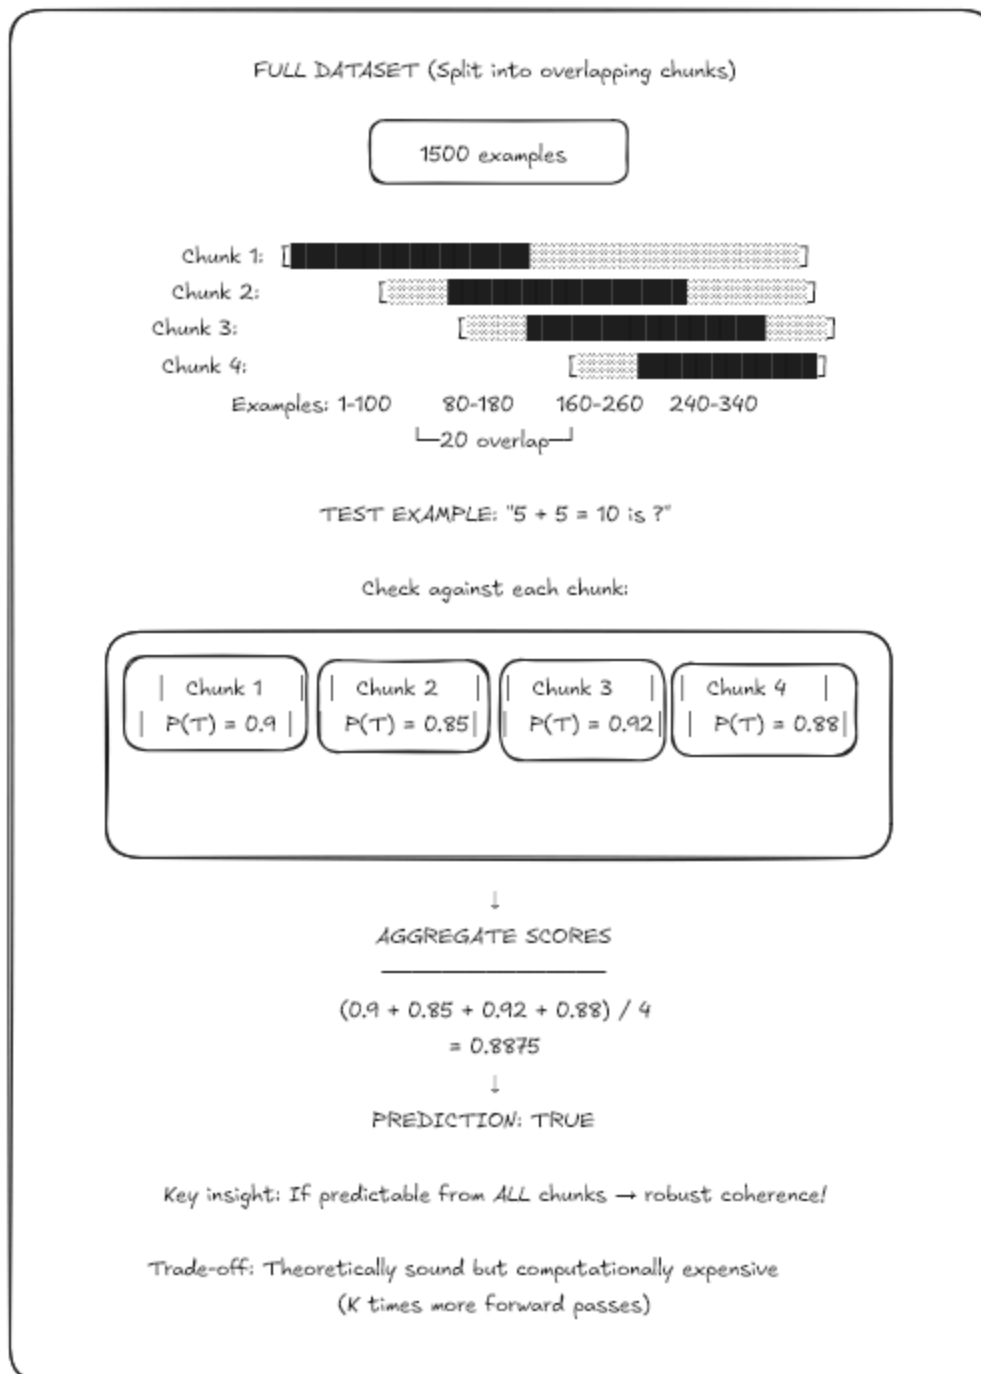 FULL DATASET (Split into overlapping chunks)
1500 examples
Chunk 1:
Chunk 2:
Chunk 3:
Chunk 4:
Examples: 1-100 80-180 160-260 240-340
20 overlap
TEST EXAMPLE: "5 + 5 = 10 is ?"
Check against each chunk:
Chunk 1 Chunk 2 Chunk 3 Chunk 4
P(T) = 0.9 P(T) = 0.85 P(T) = 0.92 P(T) = 0.88
↓
AGGREGATE SCORES
(0.9 + 0.85 + 0.92 + 0.88) / 4
= 0.8875
↓
PREDICTION: TRUE
Key insight: If predictable from ALL chunks → robust coherence!
Trade-off: Theoretically sound but computationally expensive
(K times more forward passes)